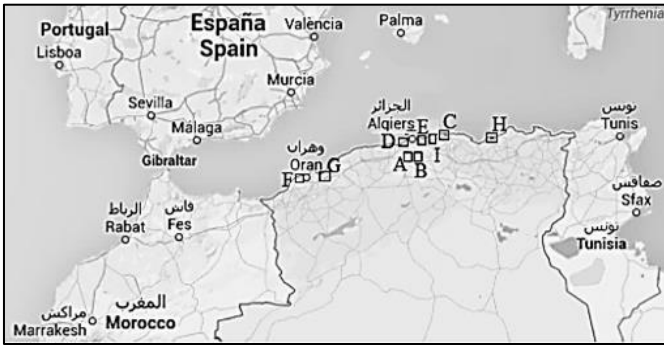 España
Spain
València
Palma
Tyrrhenia
Portugal
Lisboa
Murcia
Sevilla
Málaga
Gibraltar
الجزائر
Algiers
D
E
C
H
A
B
I
وهران
Oran
F
G
تونس
Tunis
صفاقس
Sfax
تونس
Tunisia
الرباط
Rabat
فاس
Fes
المغرب
Morocco
مراكش
Marrakesh